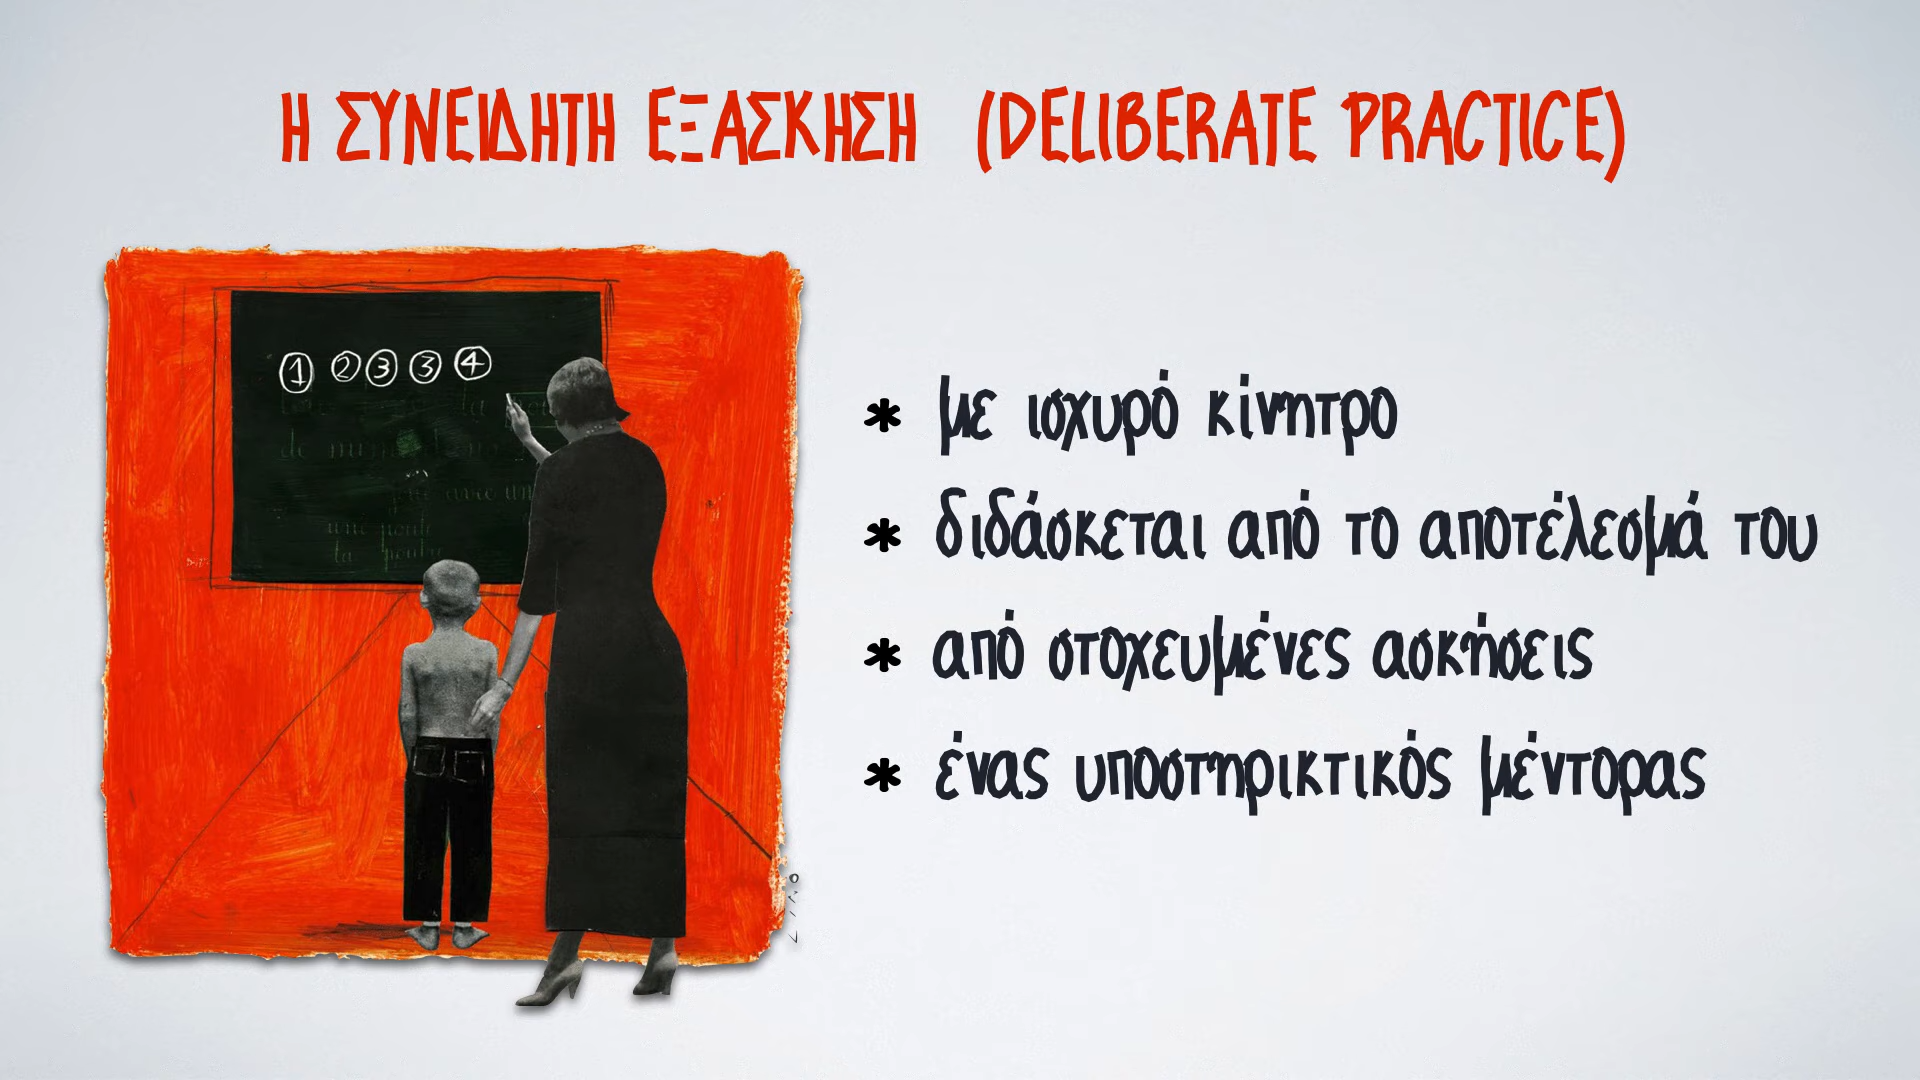 Η ΣΥΝΕΙΔΗΤΗ ΕΞΑΣΚΗΣΗ (DELIBERATE PRACTICE)
1 2 3 3 4
* με ισχυρό κίνητρο
* διδάσκεται από το αποτέλεσμά του
* από στοχευμένες ασκήσεις
* ένας υποστηρικτικός μέντορας